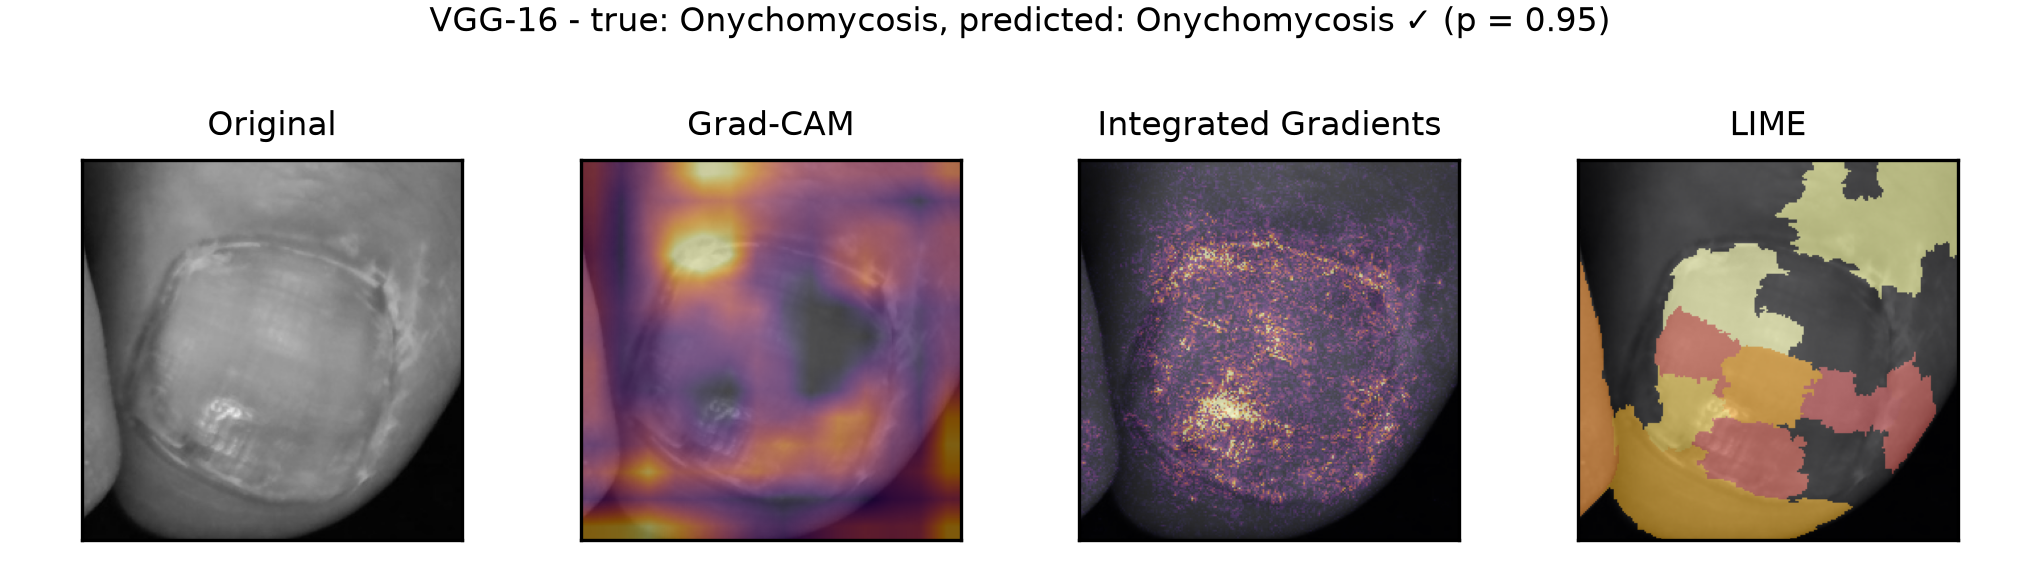 VGG-16 - true: Onychomycosis, predicted: Onychomycosis ✓ (p = 0.95)
Original
Grad-CAM
Integrated Gradients
LIME